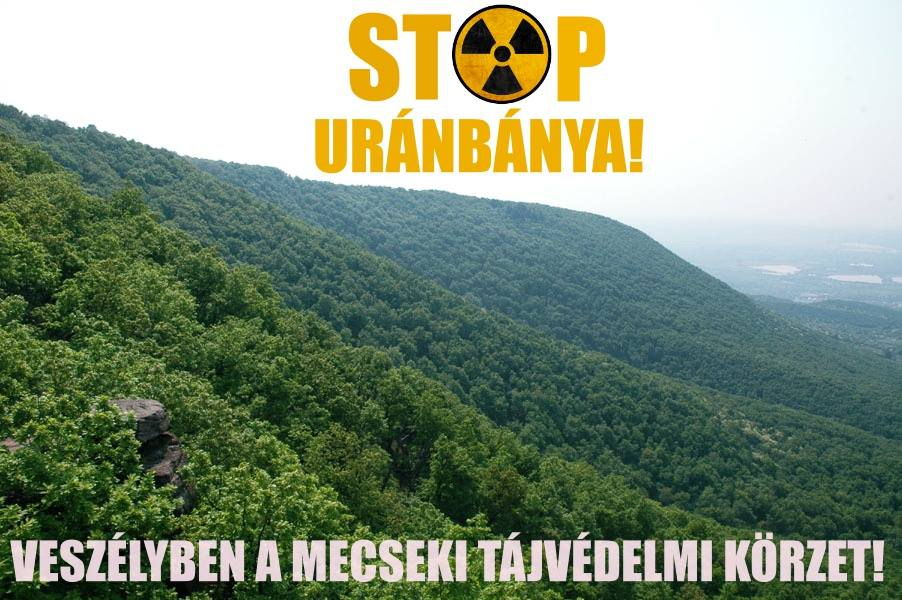 STOP
URÁNBÁNYA!
VESZÉLYBEN A MECSEKI TÁJVÉDELMI KÖRZET!